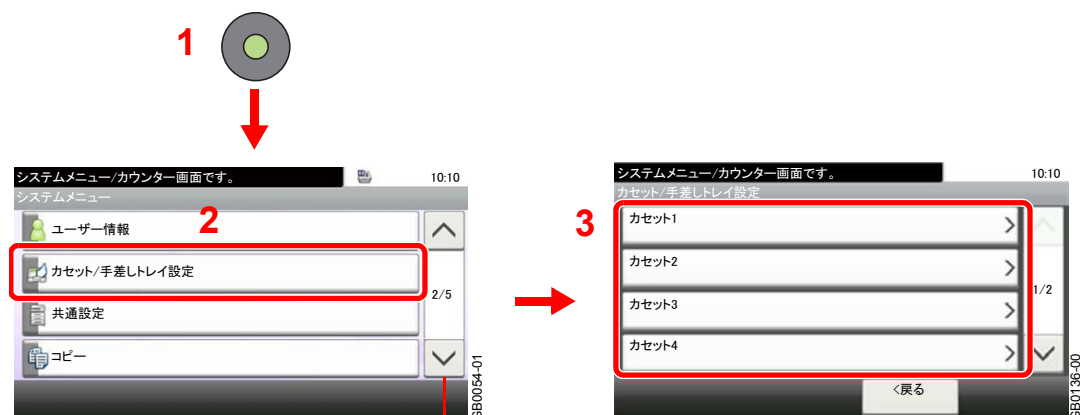 1
システムメニュー/カウンター画面です。
10:10
システムメニュー
2
ユーザー情報
カセット/手差しトレイ設定
2/5
共通設定
コピー
GB0054-01
3
システムメニュー/カウンター画面です。
10:10
カセット/手差しトレイ設定
カセット1
カセット2
1/2
カセット3
カセット4
<戻る
GB0136-00